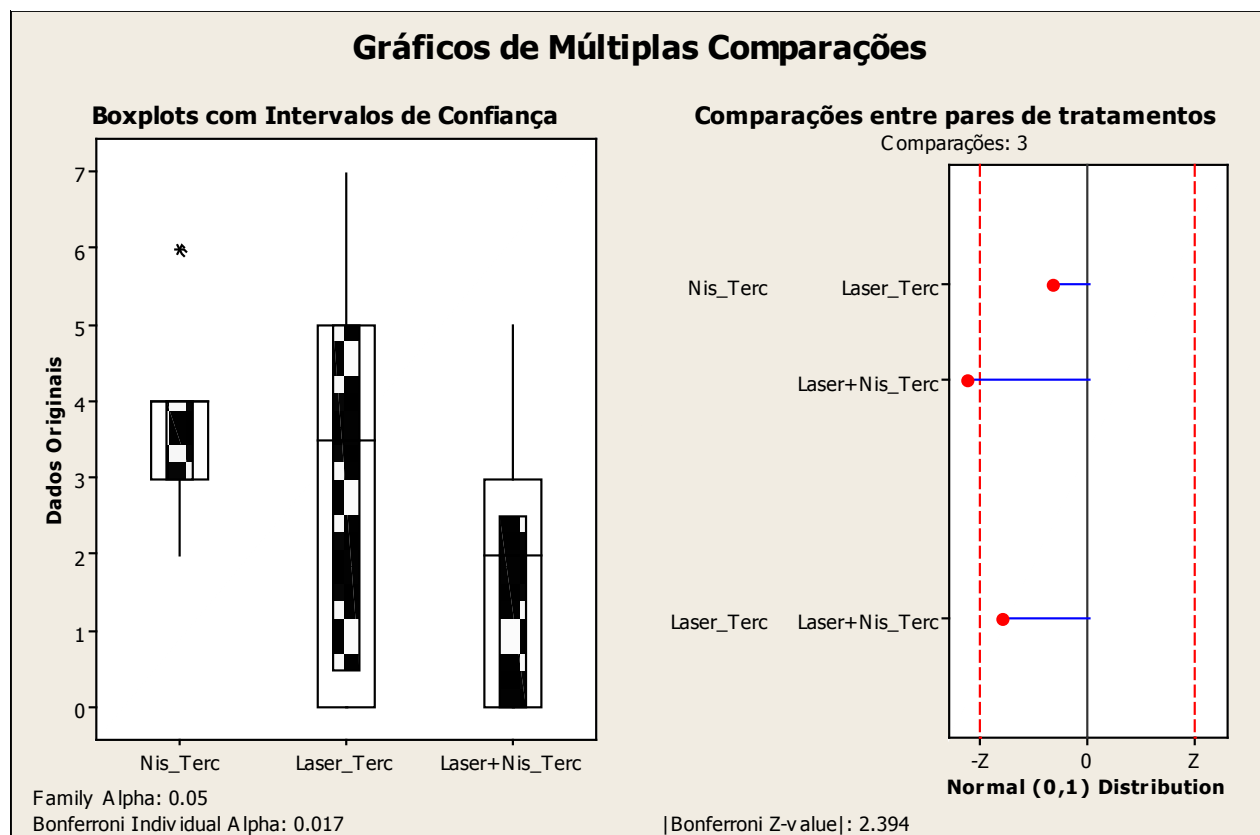 Gráficos de Múltiplas Comparações
Boxplots com Intervalos de Confiança
Dados Originais
7
6
5
4
3
2
1
0
Nis_Terc
Laser_Terc
Laser+Nis_Terc
Family Alpha: 0.05
Bonferroni Individual Alpha: 0.017
Comparações entre pares de tratamentos
Comparações: 3
Nis_Terc
Laser_Terc
Laser+Nis_Terc
Laser_Terc
Laser+Nis_Terc
-Z
0
Z
Normal (0,1) Distribution
|Bonferroni Z-value|: 2.394